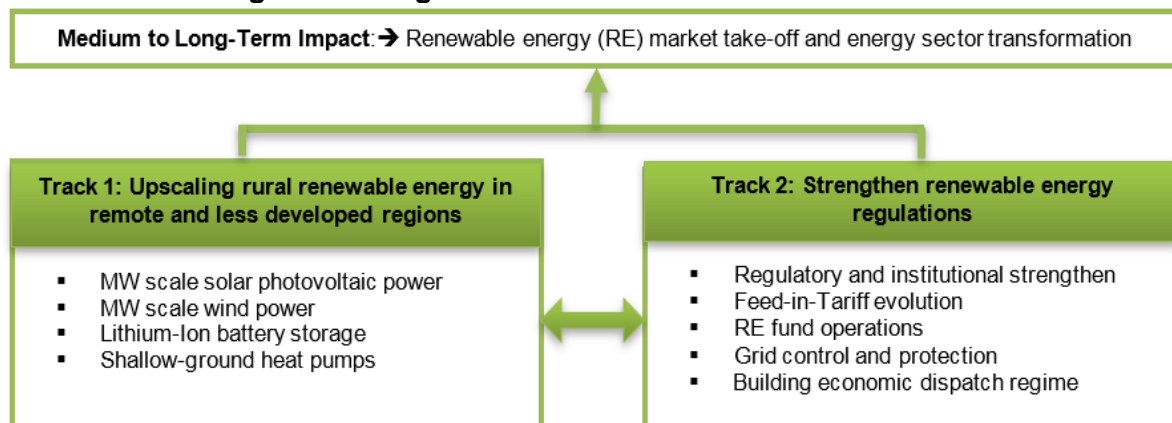 Medium to Long-Term Impact:➔ Renewable energy (RE) market take-off and energy sector transformation
Track 1: Upscaling rural renewable energy in
remote and less developed regions
▪ MW scale solar photovoltaic power
▪ MW scale wind power
▪ Lithium-Ion battery storage
▪ Shallow-ground heat pumps
Track 2: Strengthen renewable energy
regulations
▪ Regulatory and institutional strengthen
▪ Feed-in-Tariff evolution
▪ RE fund operations
▪ Grid control and protection
▪ Building economic dispatch regime